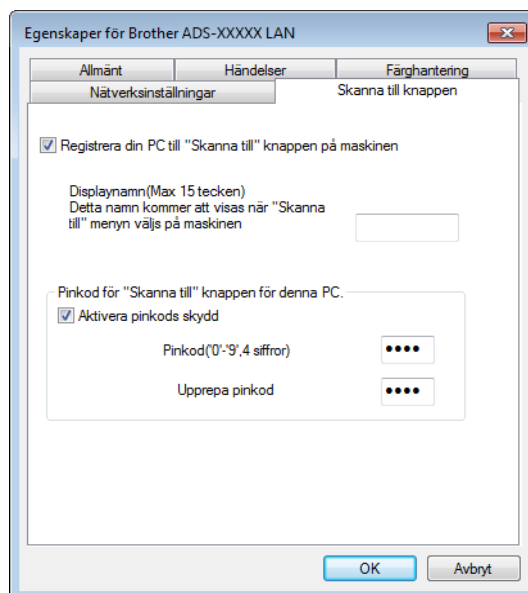 Egenskaper för Brother ADS-XXXXX LAN
Allmänt Händelser Färghantering
Nätverksinställningar Skanna till knappen
Registrera din PC till "Skanna till" knappen på maskinen
Displaynamn(Max 15 tecken)
Detta namn kommer att visas när "Skanna
till" menyn väljs på maskinen
Pinkod för "Skanna till" knappen för denna PC.
Aktivera pinkods skydd
Pinkod('0'-'9',4 siffror) ••••
Upprepa pinkod ••••
OK Avbryt